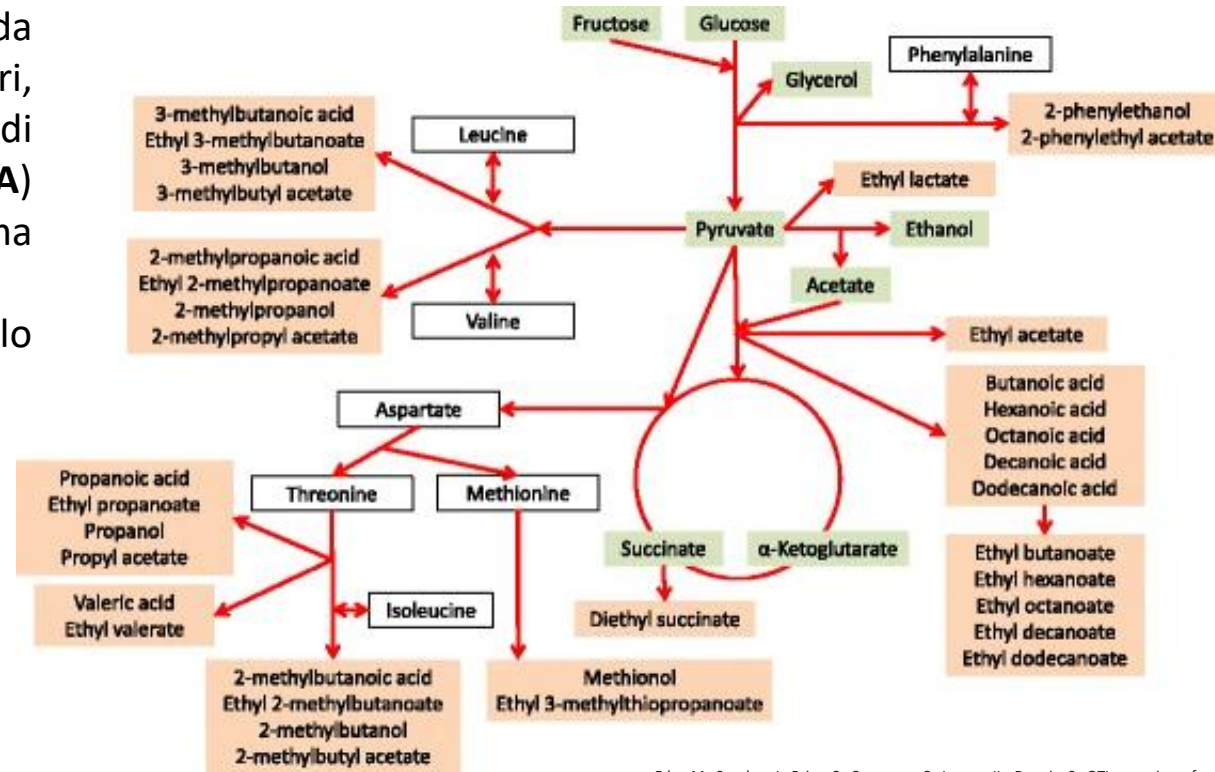 da
ri,
di
A)
na
lo
Fructose
Glucose
Glycerol
Phenylalanine
2-phenylethanol
2-phenylethyl acetate
3-methylbutanoic acid
Ethyl 3-methylbutanoate
3-methylbutanol
3-methylbutyl acetate
Leucine
Ethyl lactate
Pyruvate
Ethanol
2-methylpropanoic acid
Ethyl 2-methylpropanoate
2-methylpropanol
2-methylpropyl acetate
Valine
Acetate
Ethyl acetate
Butanoic acid
Hexanoic acid
Octanoic acid
Decanoic acid
Dodecanoic acid
Aspartate
Threonine
Methionine
Propanoic acid
Ethyl propanoate
Propanol
Propyl acetate
Succinate
α-Ketoglutarate
Ethyl butanoate
Ethyl hexanoate
Ethyl octanoate
Ethyl decanoate
Ethyl dodecanoate
Valeric acid
Ethyl valerate
Isoleucine
Diethyl succinate
2-methylbutanoic acid
Ethyl 2-methylbutanoate
2-methylbutanol
2-methylbutyl acetate
Methionol
Ethyl 3-methylthiopropanoate